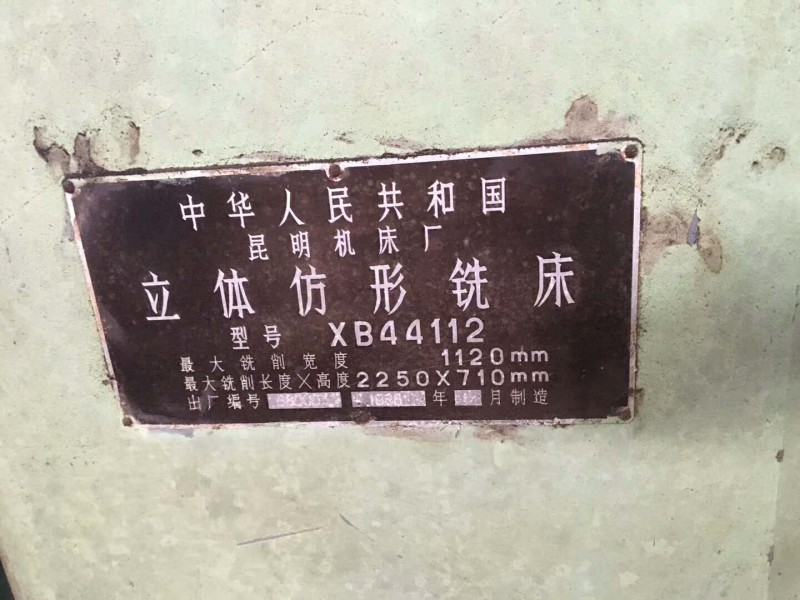 中华人民共和国
昆明机床厂
立体仿形铣床
型号 XB44112
最大铣削宽度 1120mm
最大铣削长度×高度 2250X710mm
出厂编号 年 月制造